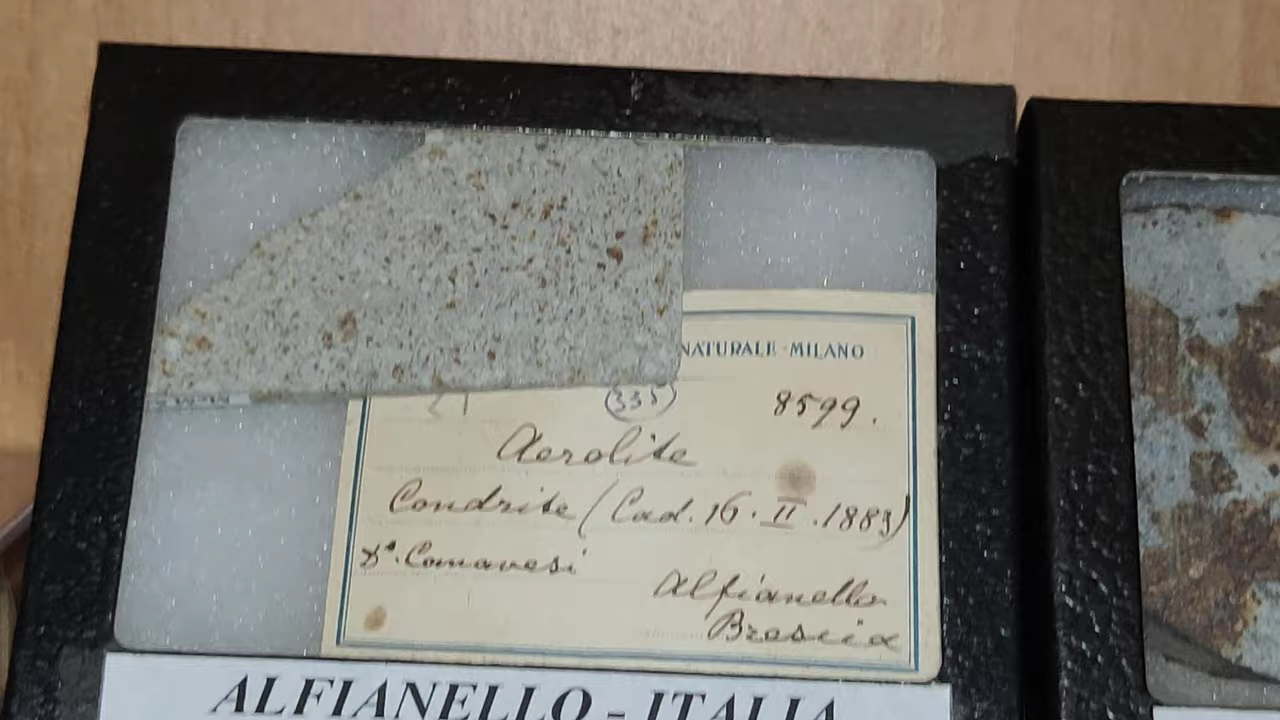 NATURALE · MILANO
335 8599.
Aerolite
Condrite (Cad. 16. II. 1883)
Alfianello
Brescia
ALFIANELLO - ITALIA